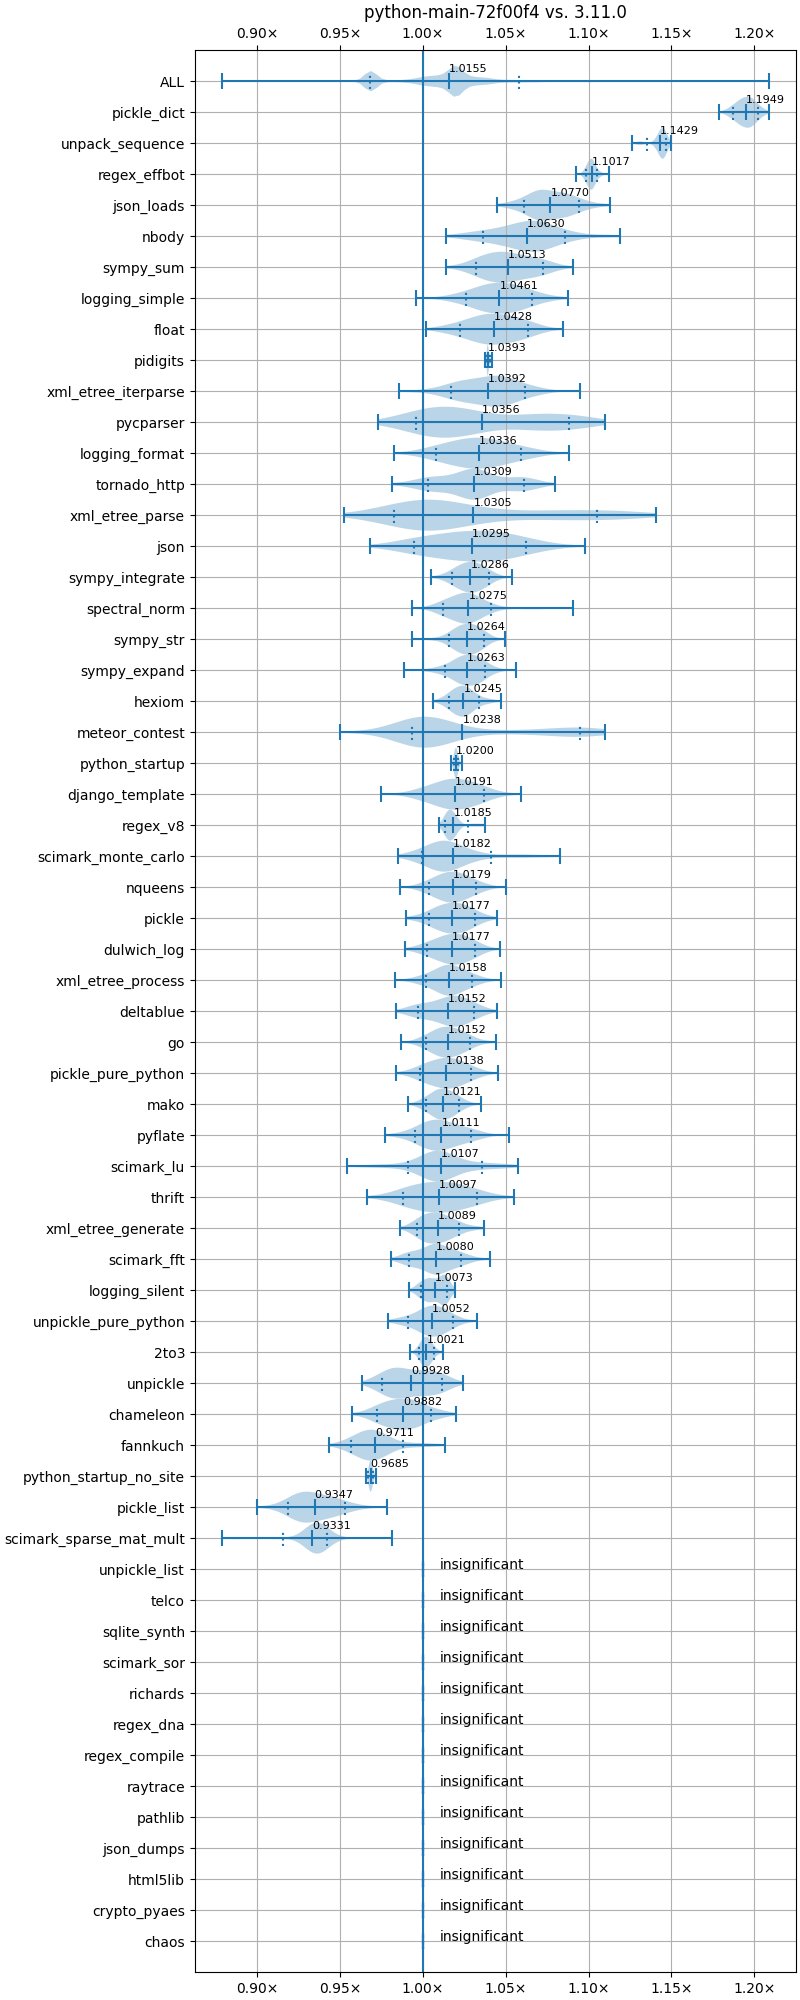 python-main-72f00f4 vs. 3.11.0
0.90× 0.95× 1.00× 1.05× 1.10× 1.15× 1.20×
ALL 1.0155
pickle_dict 1.1949
unpack_sequence 1.1429
regex_effbot 1.1017
json_loads 1.0770
nbody 1.0630
sympy_sum 1.0513
logging_simple 1.0461
float 1.0428
pidigits 1.0393
xml_etree_iterparse 1.0392
pycparser 1.0356
logging_format 1.0336
tornado_http 1.0309
xml_etree_parse 1.0305
json 1.0295
sympy_integrate 1.0286
spectral_norm 1.0275
sympy_str 1.0264
sympy_expand 1.0263
hexiom 1.0245
meteor_contest 1.0238
python_startup 1.0200
django_template 1.0191
regex_v8 1.0185
scimark_monte_carlo 1.0182
nqueens 1.0179
pickle 1.0177
dulwich_log 1.0177
xml_etree_process 1.0158
deltablue 1.0152
go 1.0152
pickle_pure_python 1.0138
mako 1.0121
pyflate 1.0111
scimark_lu 1.0107
thrift 1.0097
xml_etree_generate 1.0089
scimark_fft 1.0080
logging_silent 1.0073
unpickle_pure_python 1.0052
2to3 1.0021
unpickle 0.9928
chameleon 0.9882
fannkuch 0.9711
python_startup_no_site 0.9685
pickle_list 0.9347
scimark_sparse_mat_mult 0.9331
unpickle_list insignificant
telco insignificant
sqlite_synth insignificant
scimark_sor insignificant
richards insignificant
regex_dna insignificant
regex_compile insignificant
raytrace insignificant
pathlib insignificant
json_dumps insignificant
html5lib insignificant
crypto_pyaes insignificant
chaos insignificant
0.90× 0.95× 1.00× 1.05× 1.10× 1.15× 1.20×